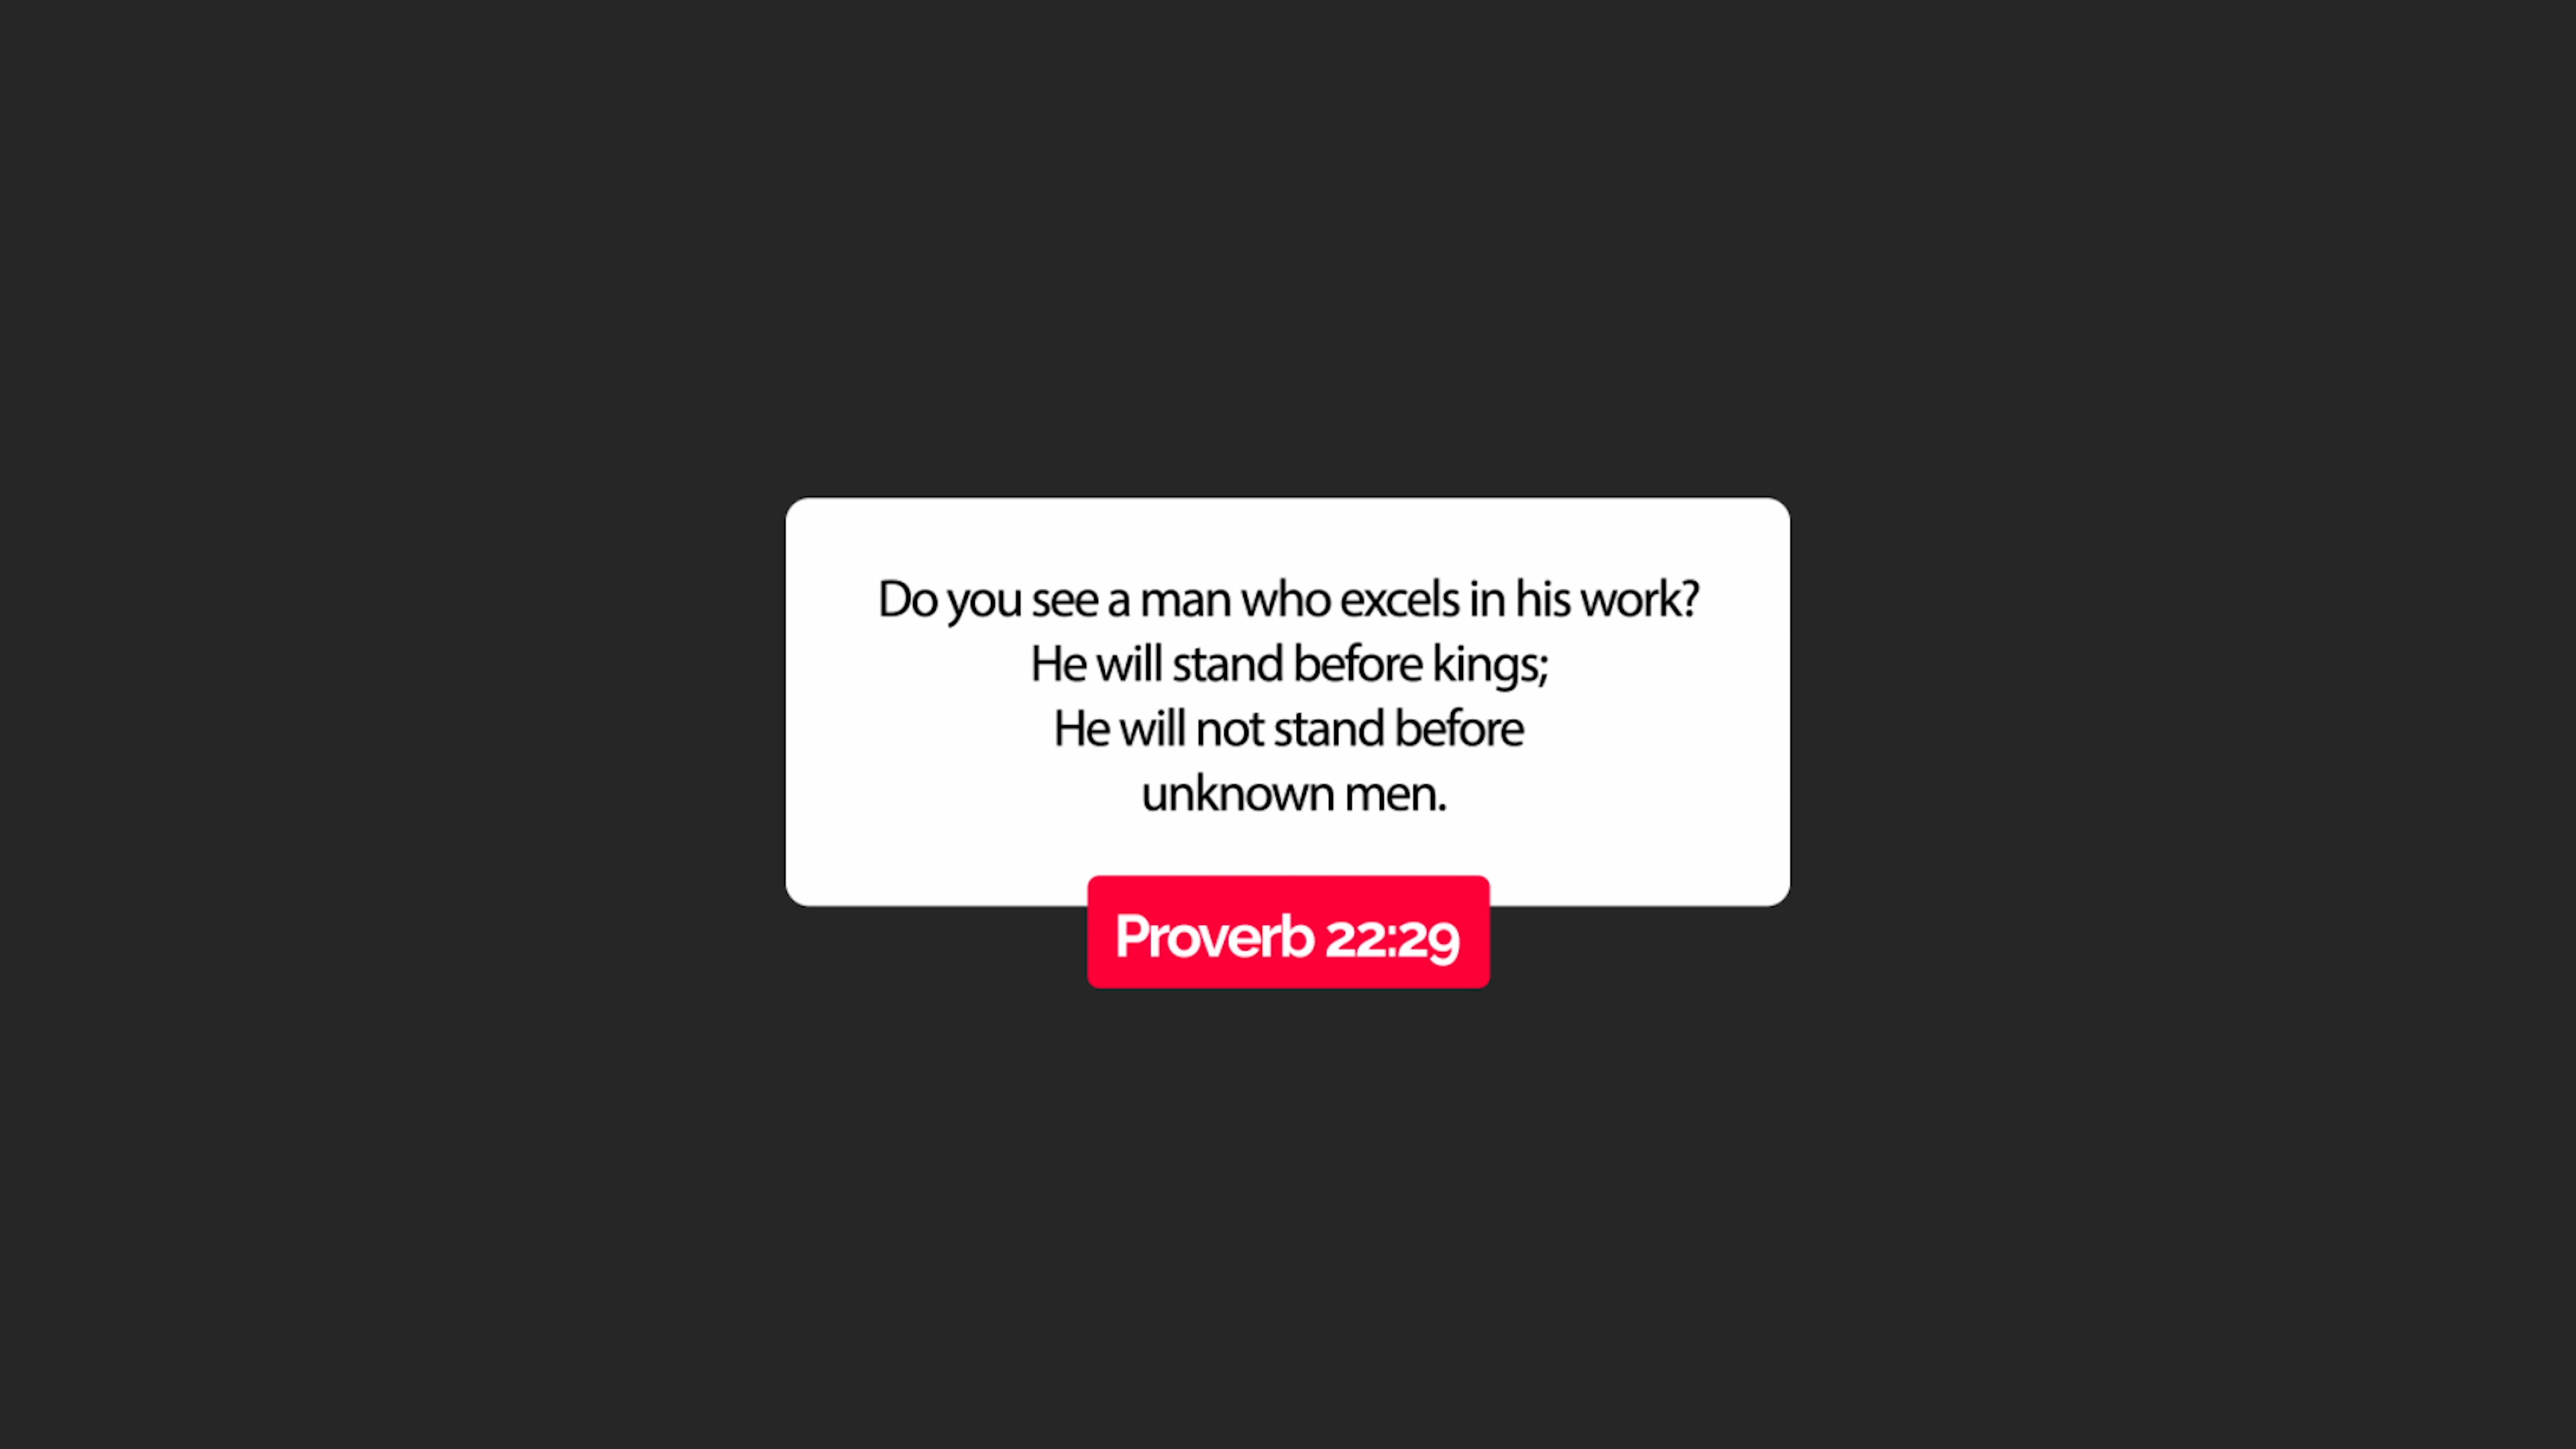 Do you see a man who excels in his work?
He will stand before kings;
He will not stand before
unknown men.
Proverb 22:29